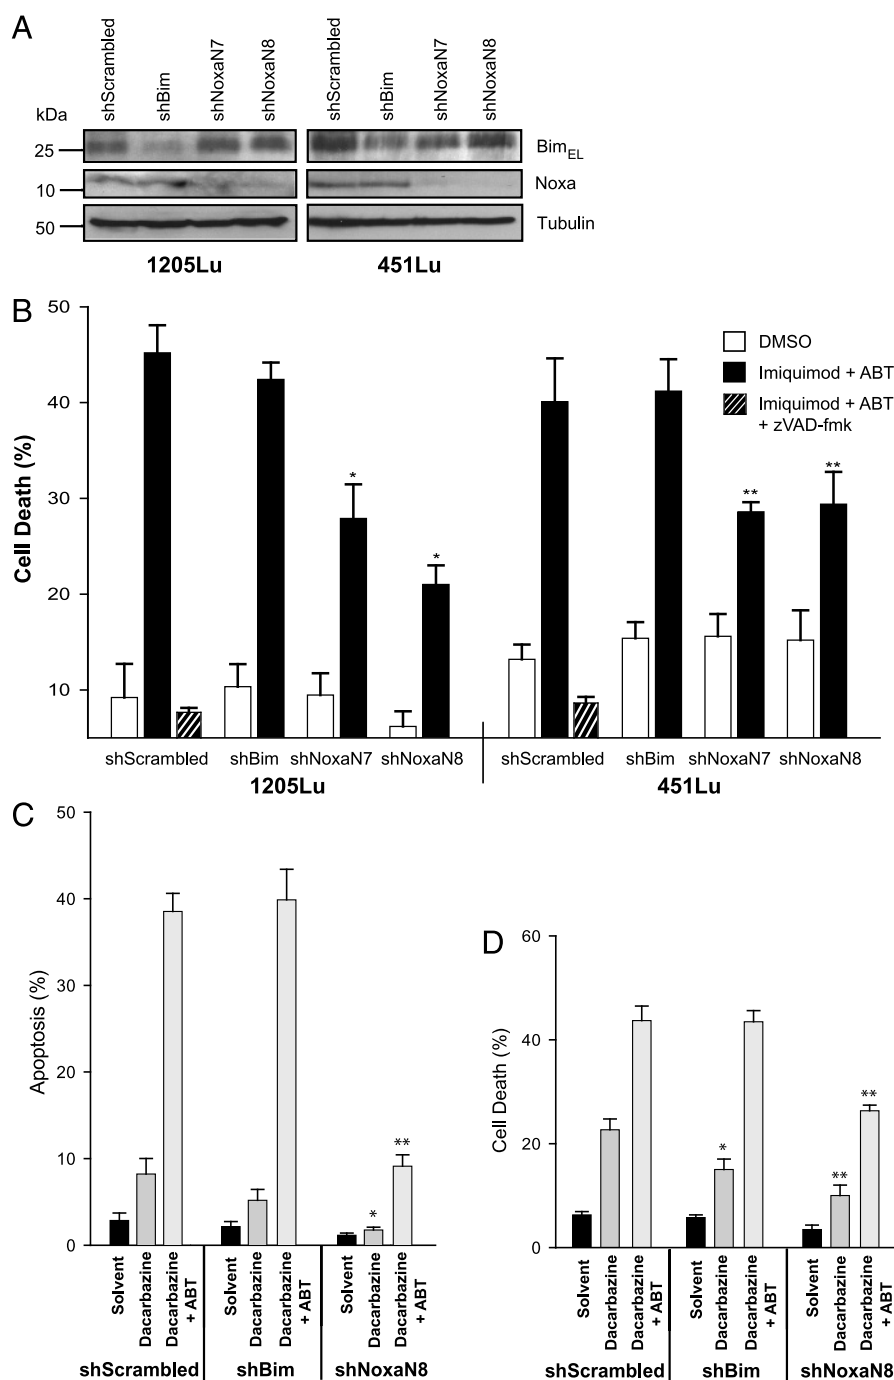 A
shScrambled
shBim
shNoxaN7
shNoxaN8
shScrambled
shBim
shNoxaN7
shNoxaN8
kDa
25
BimEL
10
Noxa
50
Tubulin
1205Lu 451Lu
B
50
40
30
20
10
Cell Death (%)
DMSO
Imiquimod + ABT
Imiquimod + ABT
+ zVAD-fmk
*
*
**
**
shScrambled shBim shNoxaN7 shNoxaN8 shScrambled shBim shNoxaN7 shNoxaN8
1205Lu 451Lu
C
50
40
30
20
10
0
Apoptosis (%)
*
**
Solvent
Dacarbazine
Dacarbazine
+ ABT
Solvent
Dacarbazine
Dacarbazine
+ ABT
Solvent
Dacarbazine
Dacarbazine
+ ABT
shScrambled shBim shNoxaN8
D
60
40
20
0
Cell Death (%)
*
**
**
Solvent
Dacarbazine
Dacarbazine
+ ABT
Solvent
Dacarbazine
Dacarbazine
+ ABT
Solvent
Dacarbazine
Dacarbazine
+ ABT
shScrambled shBim shNoxaN8